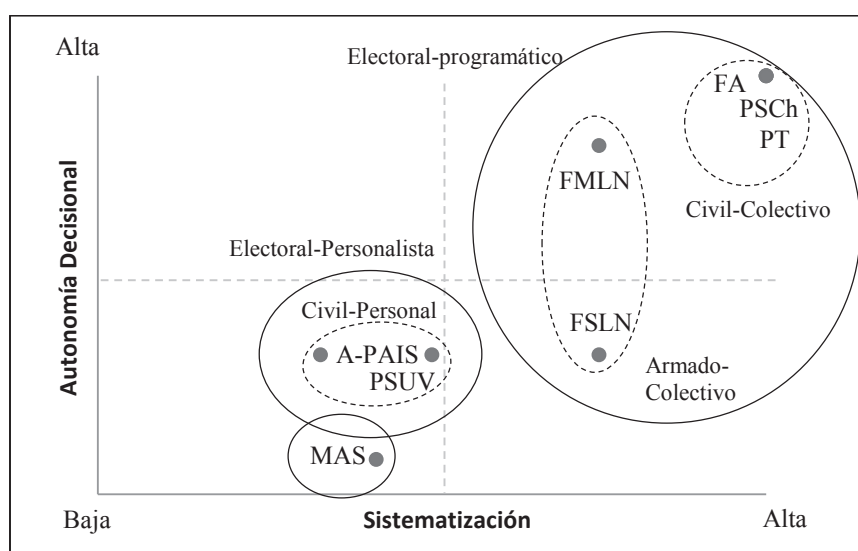 Alta
Electoral-programático
FA
PSCh
PT
FMLN
Civil-Colectivo
Electoral-Personalista
Autonomía Decisional
Civil-Personal
FSLN
A-PAIS
PSUV
Armado-
Colectivo
MAS
Baja
Sistematización
Alta